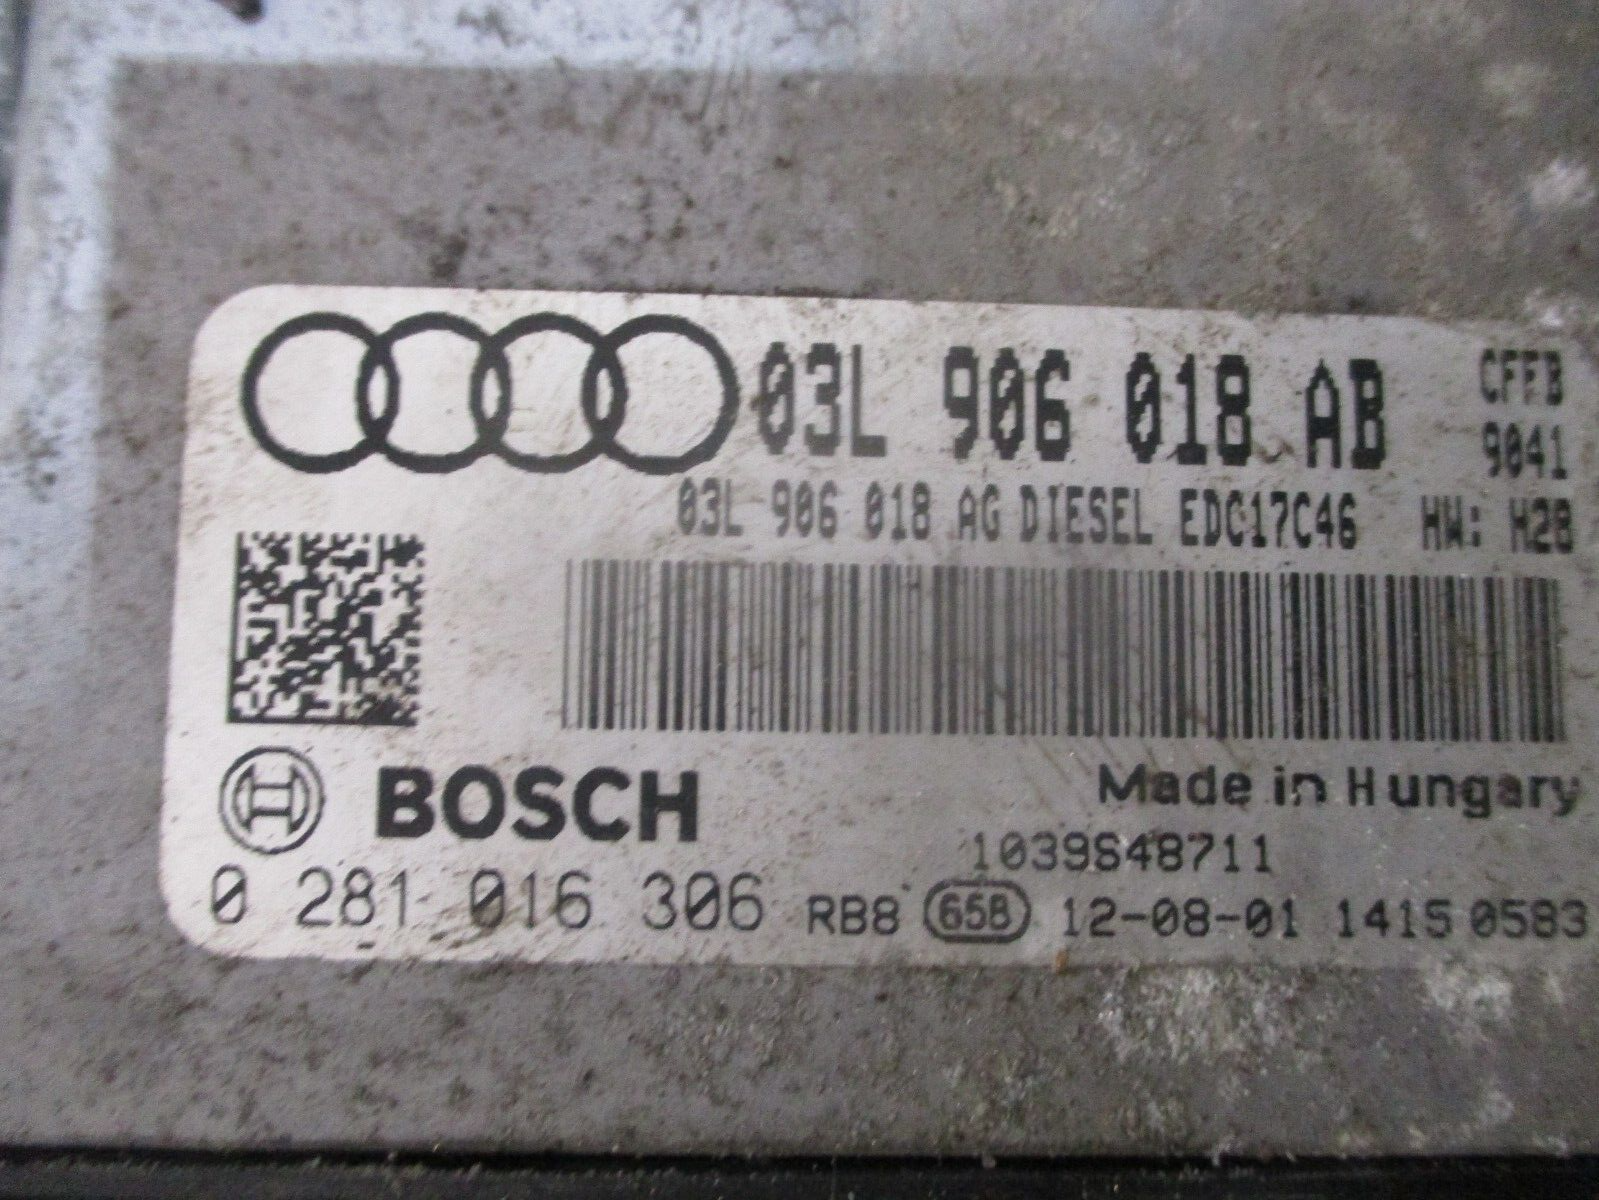 03L 906 018 AB CFFB
9041
03L 906 018 AG DIESEL EDC17C46 HW: H28
BOSCH
Made in Hungary
1039S48711
0 281 016 306 RB8 65B 12-08-01 1415 0583